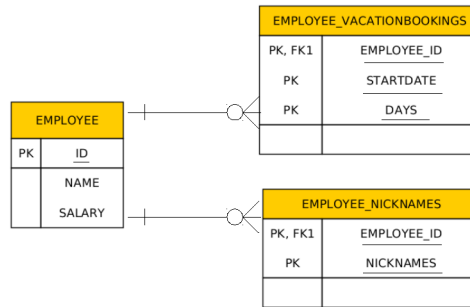 EMPLOYEE_VACATIONBOOKINGS
PK, FK1 EMPLOYEE_ID
PK STARTDATE
PK DAYS
EMPLOYEE
PK ID
NAME
SALARY
EMPLOYEE_NICKNAMES
PK, FK1 EMPLOYEE_ID
PK NICKNAMES